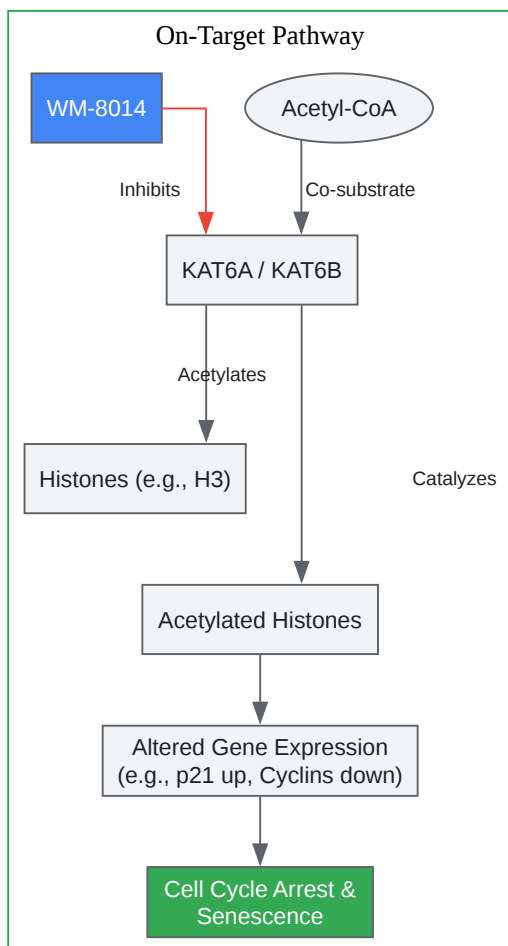 On-Target Pathway
WM-8014
Acetyl-CoA
Inhibits
Co-substrate
KAT6A / KAT6B
Acetylates
Histones (e.g., H3)
Catalyzes
Acetylated Histones
Altered Gene Expression
(e.g., p21 up, Cyclins down)
Cell Cycle Arrest &
Senescence